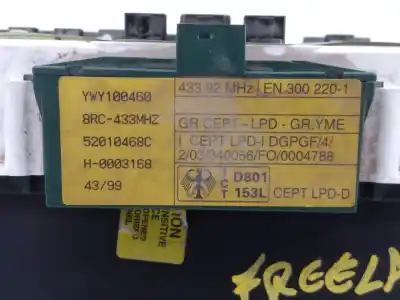 YWY100460
8RC-433MHZ
52010468C
H-0003168
43/99
433.92 MHz EN 300 220-1
GR CEPT-LPD-GR.YME
I CEPT LPD-I DGPGF/4/
2/03/340056/FO/0004788
D801
153L CEPT LPD-D
FREELA